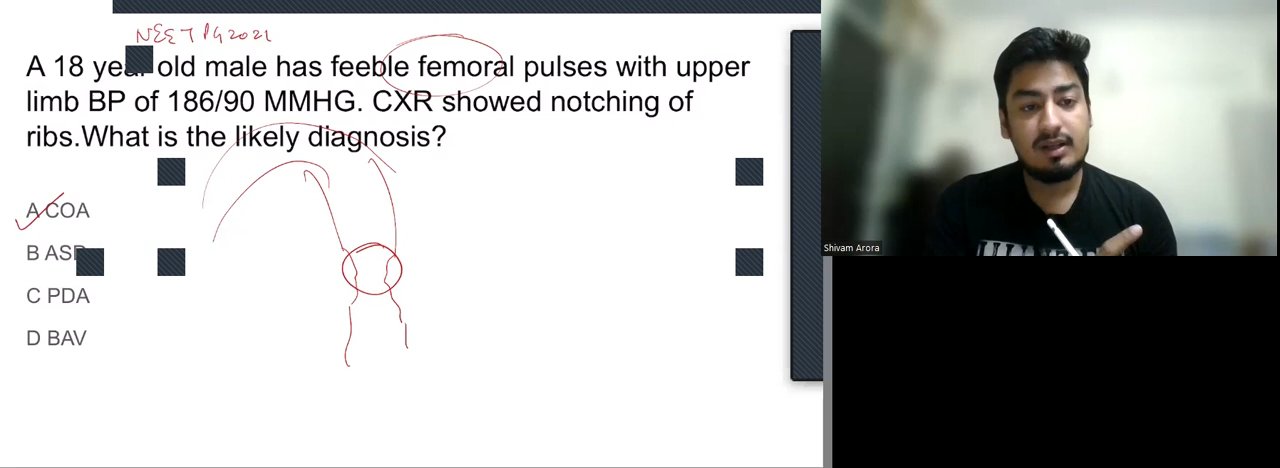 NEET PG 2021
A 18 year old male has feeble femoral pulses with upper
limb BP of 186/90 MMHG. CXR showed notching of
ribs.What is the likely diagnosis?
A COA
B ASD
C PDA
D BAV
Shivam Arora